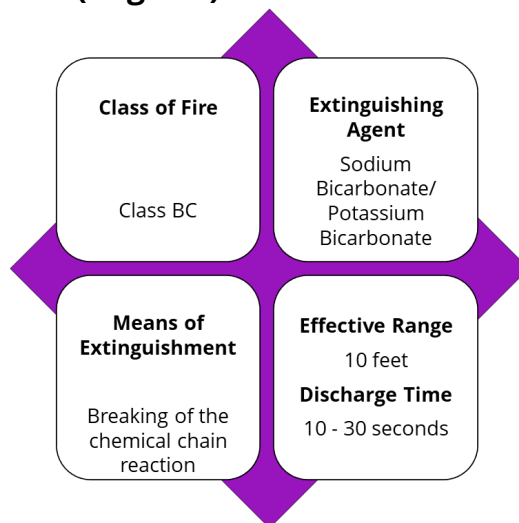 Class of Fire
Class BC
Extinguishing
Agent
Sodium
Bicarbonate/
Potassium
Bicarbonate
Means of
Extinguishment
Breaking of the
chemical chain
reaction
Effective Range
10 feet
Discharge Time
10 - 30 seconds